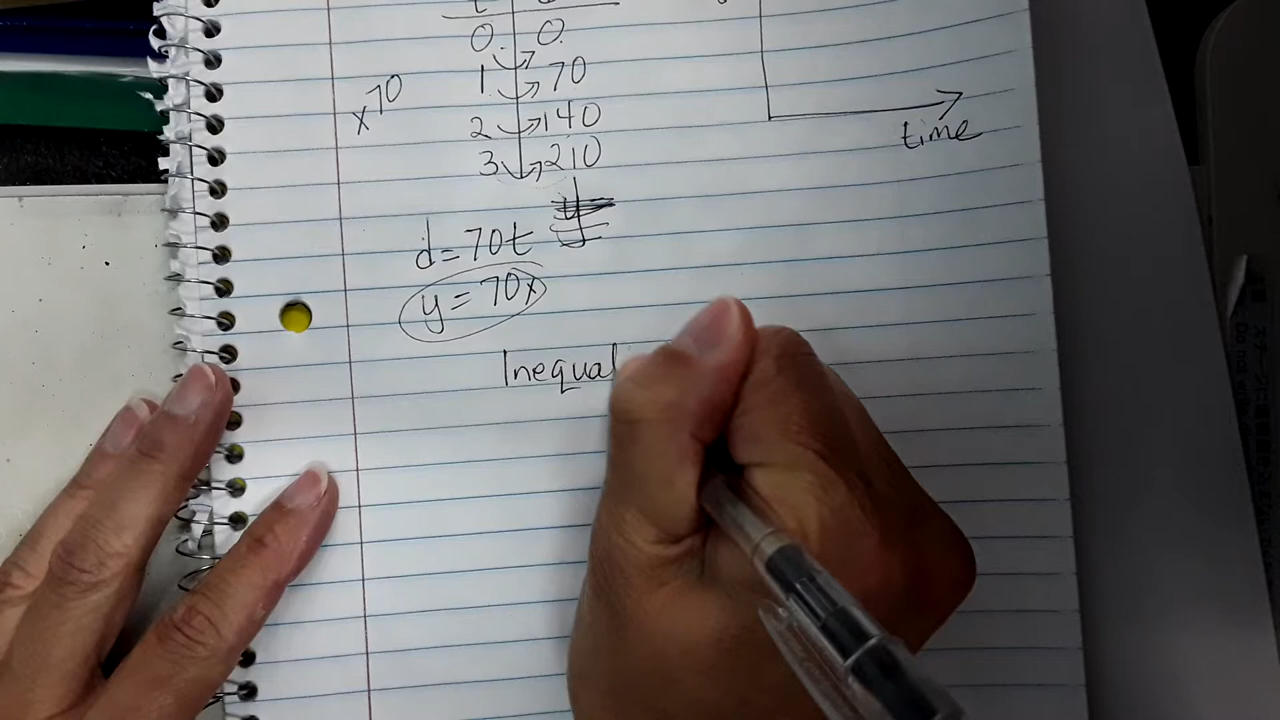 0 0
1 70
x70
2 140
time
3 210
d = 70t
y = 70x
Inequal